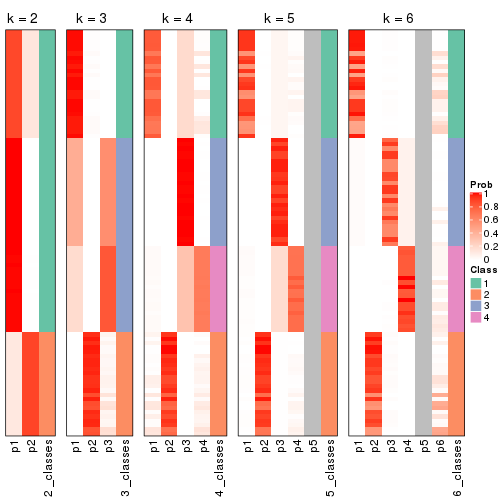 k = 2
k = 3
k = 4
k = 5
k = 6
Prob
1
0.8
0.6
0.4
0.2
0
Class
1
2
3
4
p1
p2
2_classes
p1
p2
p3
3_classes
p1
p2
p3
p4
4_classes
p1
p2
p3
p4
p5
5_classes
p1
p2
p3
p4
p5
p6
6_classes